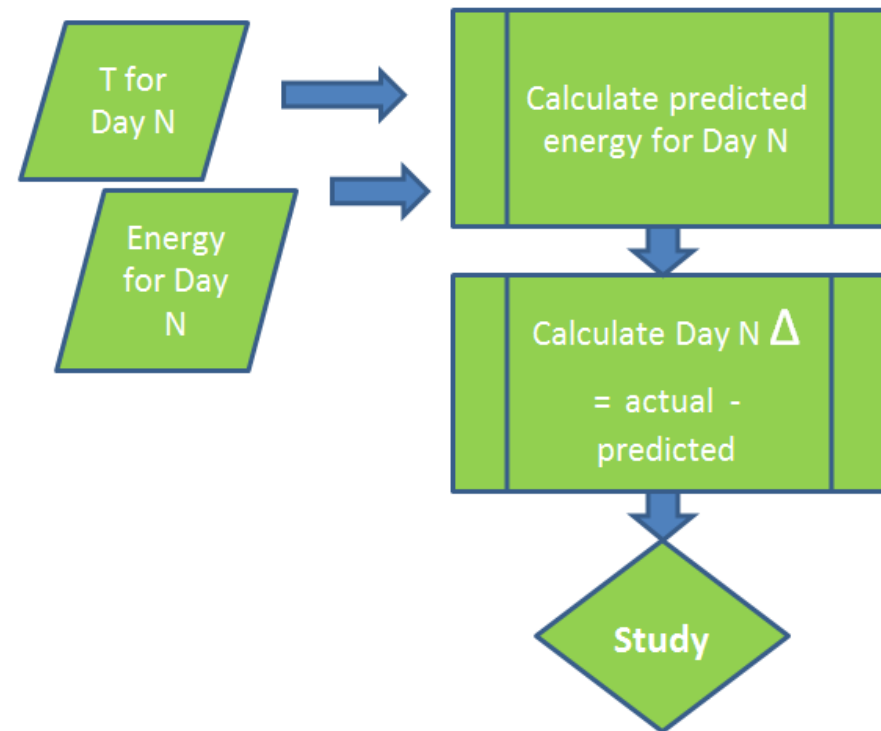 T for
Day N
Energy
for Day
N
Calculate predicted
energy for Day N
Calculate Day N Δ
= actual -
predicted
Study